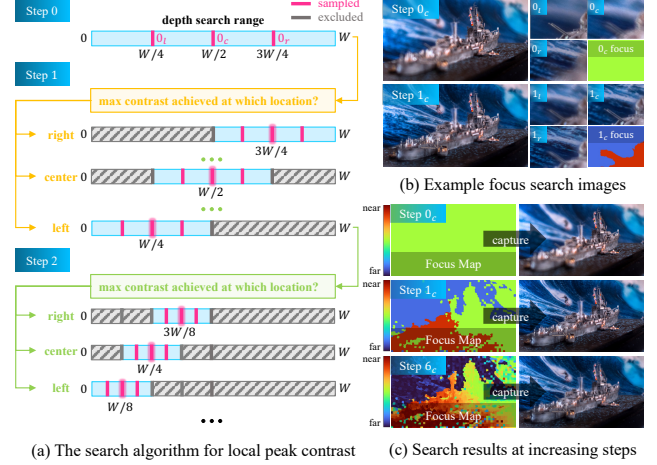 Step 0
sampled
excluded
depth search range
0
0_l
0_c
0_r
W
W/4
W/2
3W/4
Step 1
max contrast achieved at which location?
right
0
W
3W/4
center
0
W
W/2
left
0
W
W/4
Step 2
max contrast achieved at which location?
right
0
W
3W/8
center
0
W
W/4
left
0
W
W/8
(a) The search algorithm for local peak contrast
Step 0_c
0_l
0_c
0_r
0_c focus
Step 1_c
1_l
1_c
1_r
1_c focus
(b) Example focus search images
near
far
Step 0_c
Focus Map
capture
near
far
Step 1_c
Focus Map
capture
near
far
Step 6_c
Focus Map
capture
(c) Search results at increasing steps